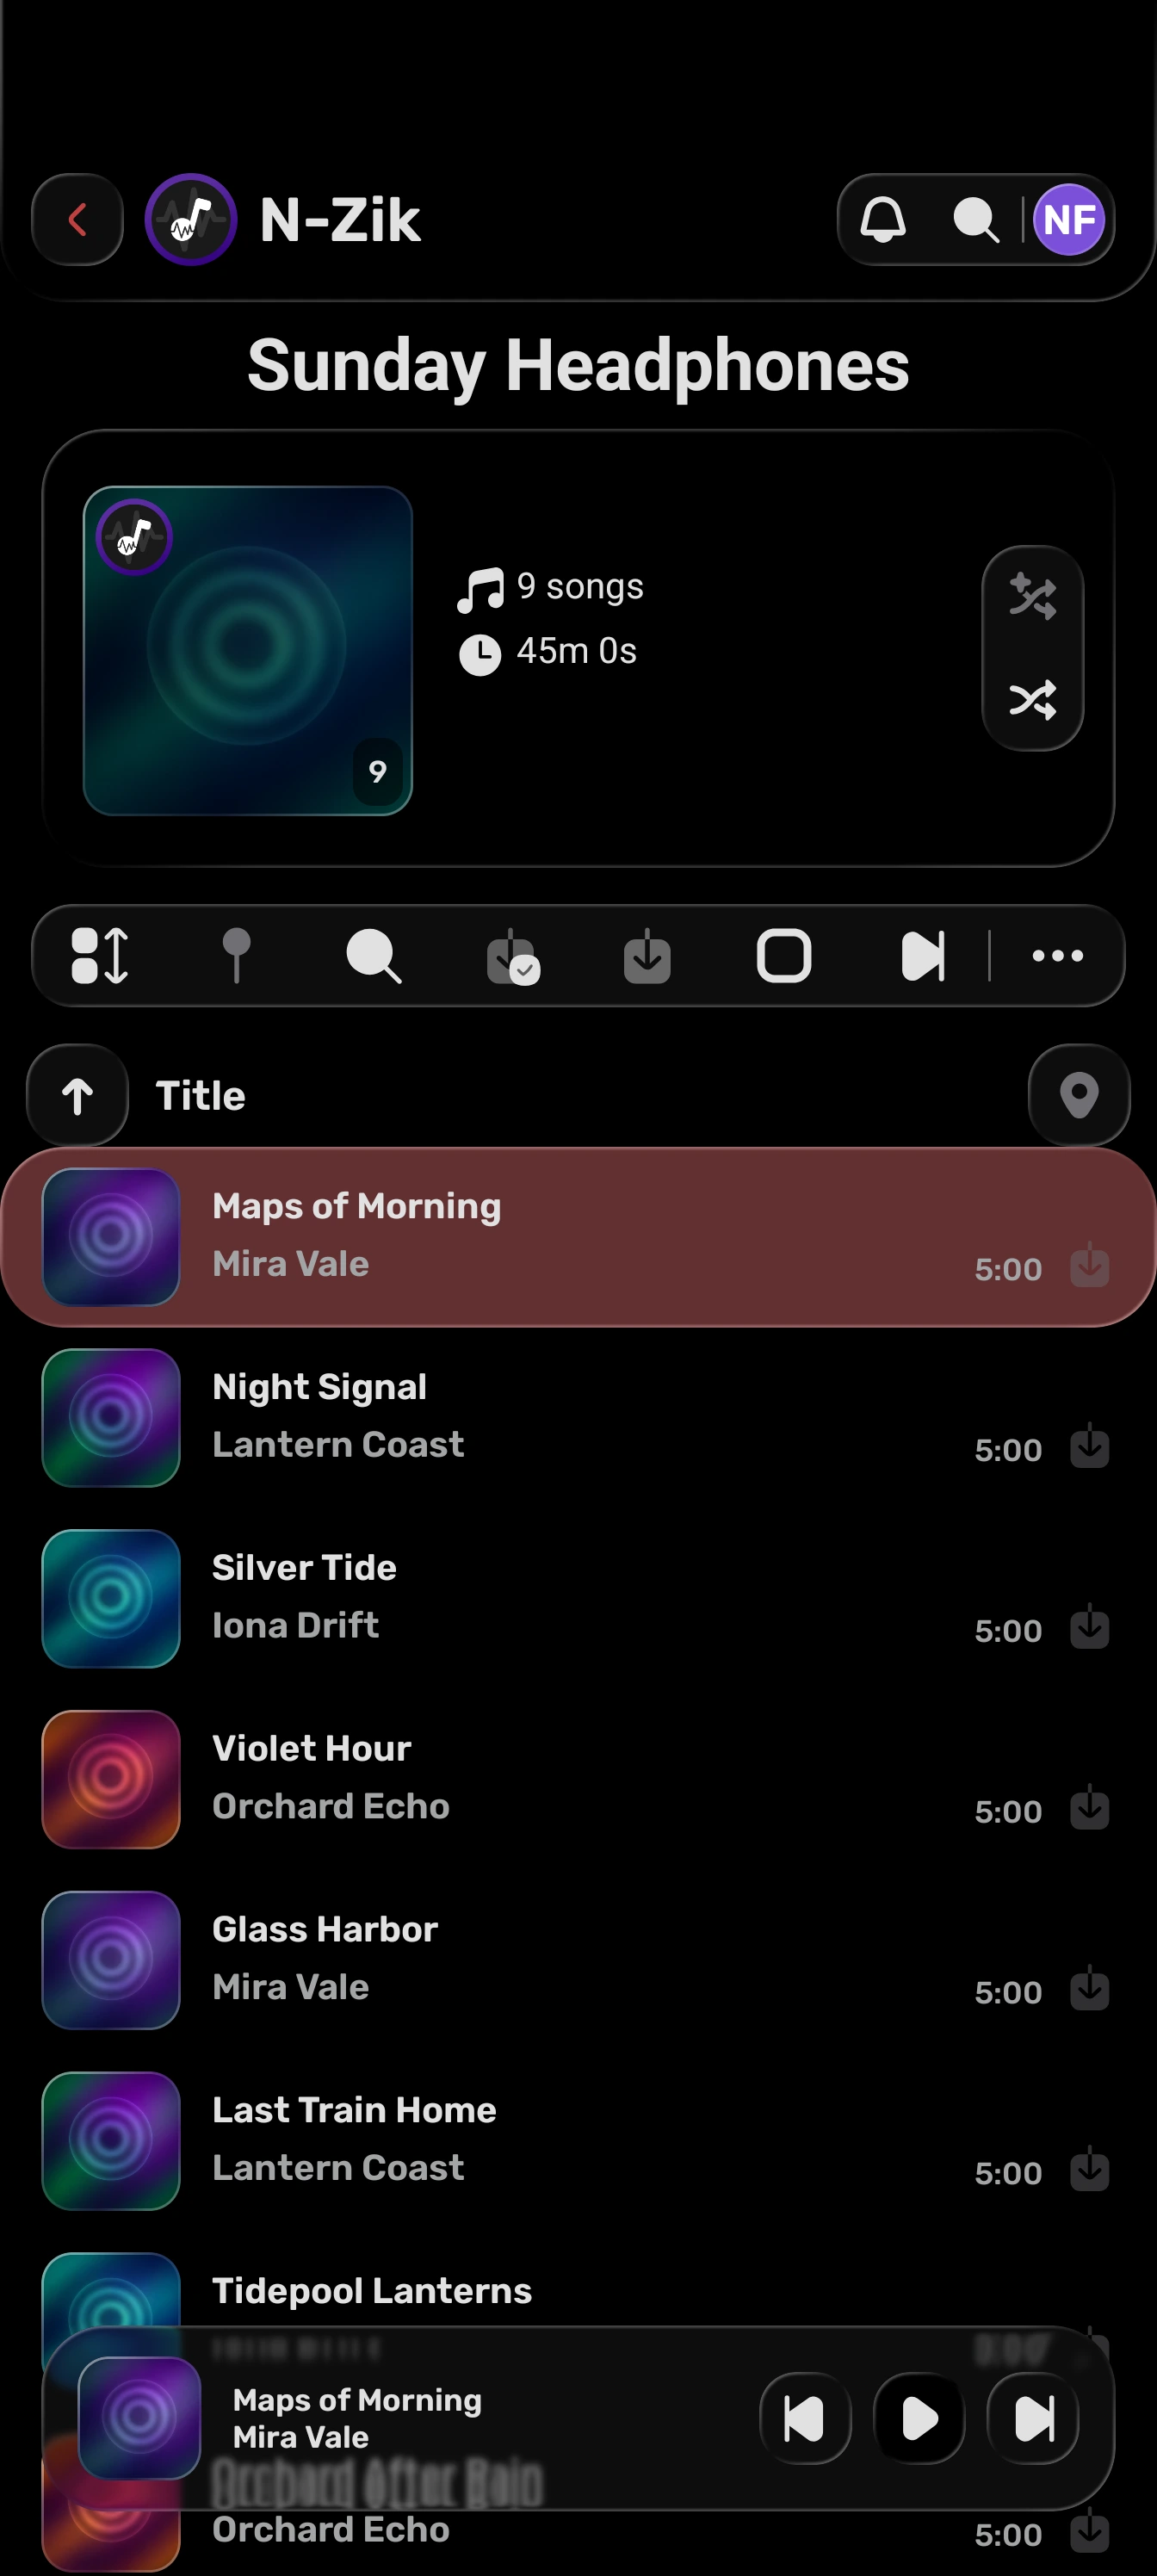 N-Zik
NF
Sunday Headphones
9 songs
45m 0s
9
Title
Maps of Morning
Mira Vale
5:00
Night Signal
Lantern Coast
5:00
Silver Tide
Iona Drift
5:00
Violet Hour
Orchard Echo
5:00
Glass Harbor
Mira Vale
5:00
Last Train Home
Lantern Coast
5:00
Tidepool Lanterns
Maps of Morning
Mira Vale
Orchard Echo
5:00